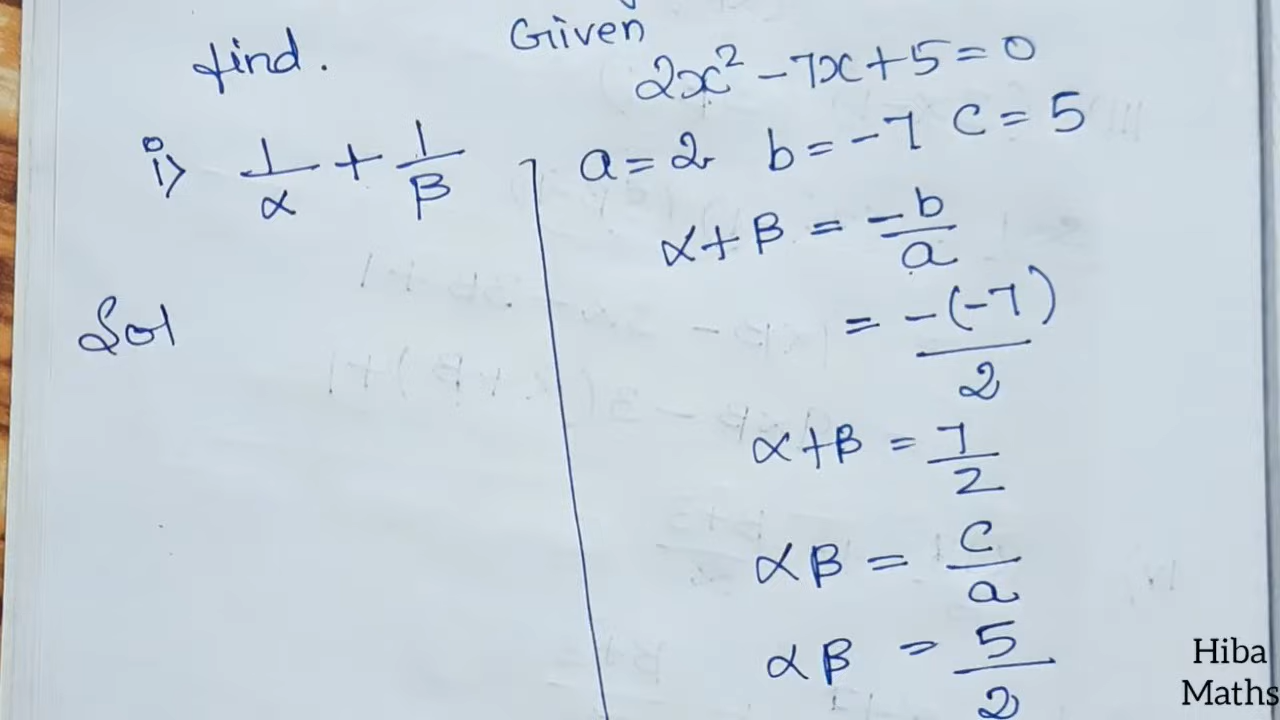 find.
i) 1/α + 1/β
Sol
Given
2x² - 7x + 5 = 0
a = 2 b = -7 c = 5
α + β = -b/a
= -(-7)/2
α + β = 7/2
αβ = c/a
αβ = 5/2
Hiba
Maths